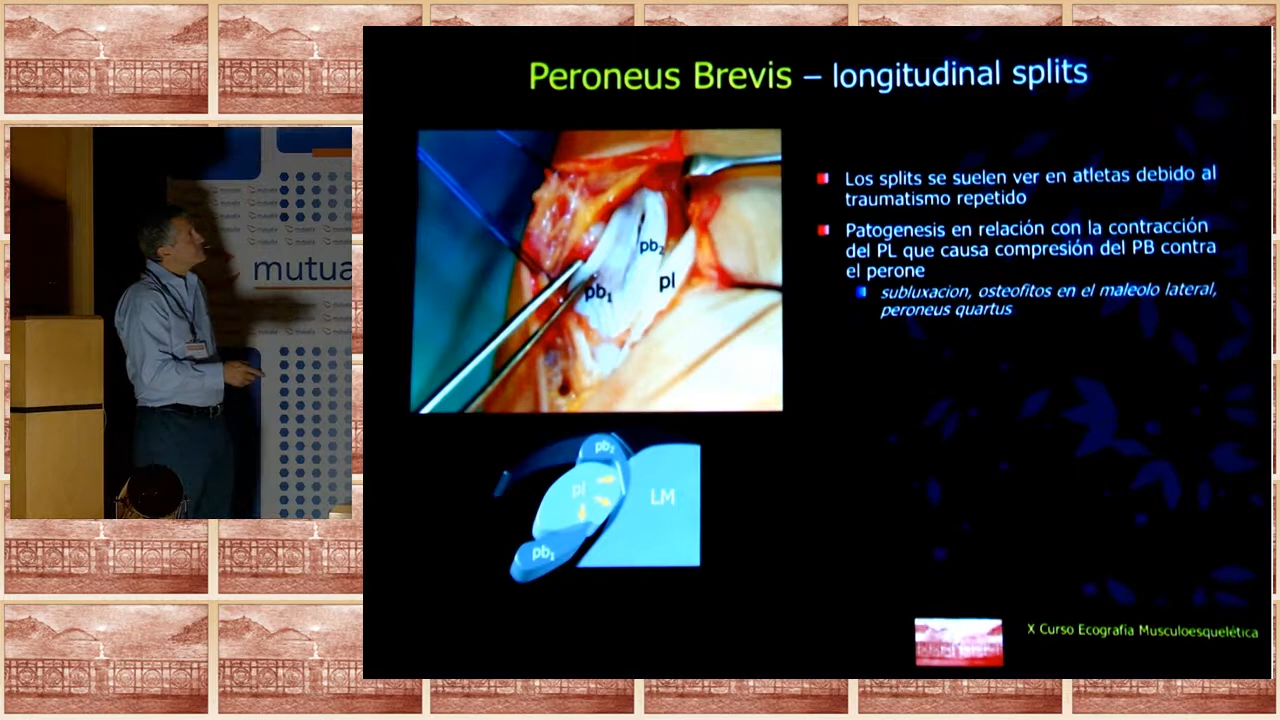 Peroneus Brevis – longitudinal splits
mutua
pb2
pb1
pl
Los splits se suelen ver en atletas debido al
traumatismo repetido
Patogenesis en relación con la contracción
del PL que causa compresión del PB contra
el perone
subluxacion, osteofitos en el maleolo lateral,
peroneus quartus
pb2
pl
LM
pb1
X Curso Ecografia Musculoesquelética